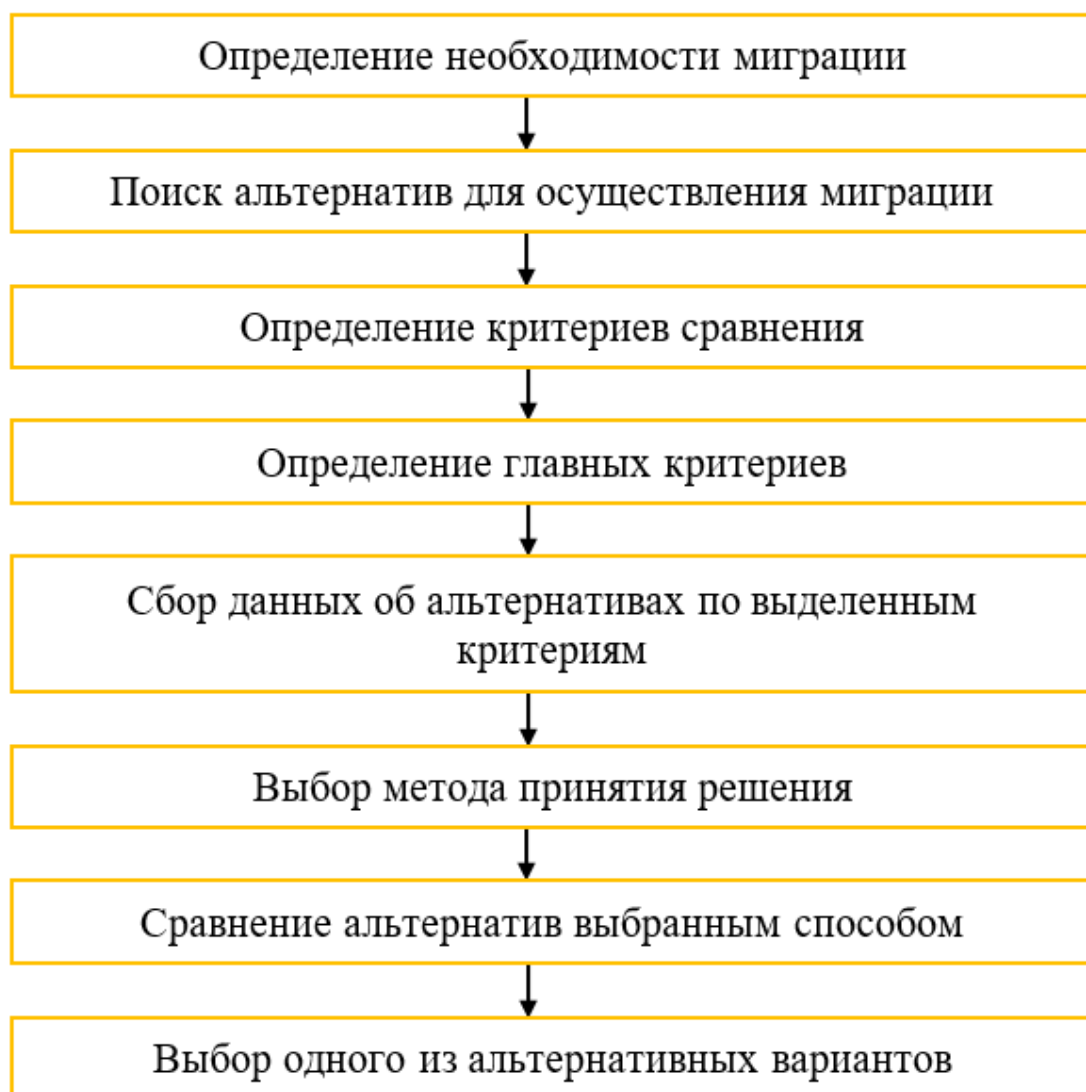 Определение необходимости миграции
Поиск альтернатив для осуществления миграции
Определение критериев сравнения
Определение главных критериев
Сбор данных об альтернативах по выделенным
критериям
Выбор метода принятия решения
Сравнение альтернатив выбранным способом
Выбор одного из альтернативных вариантов